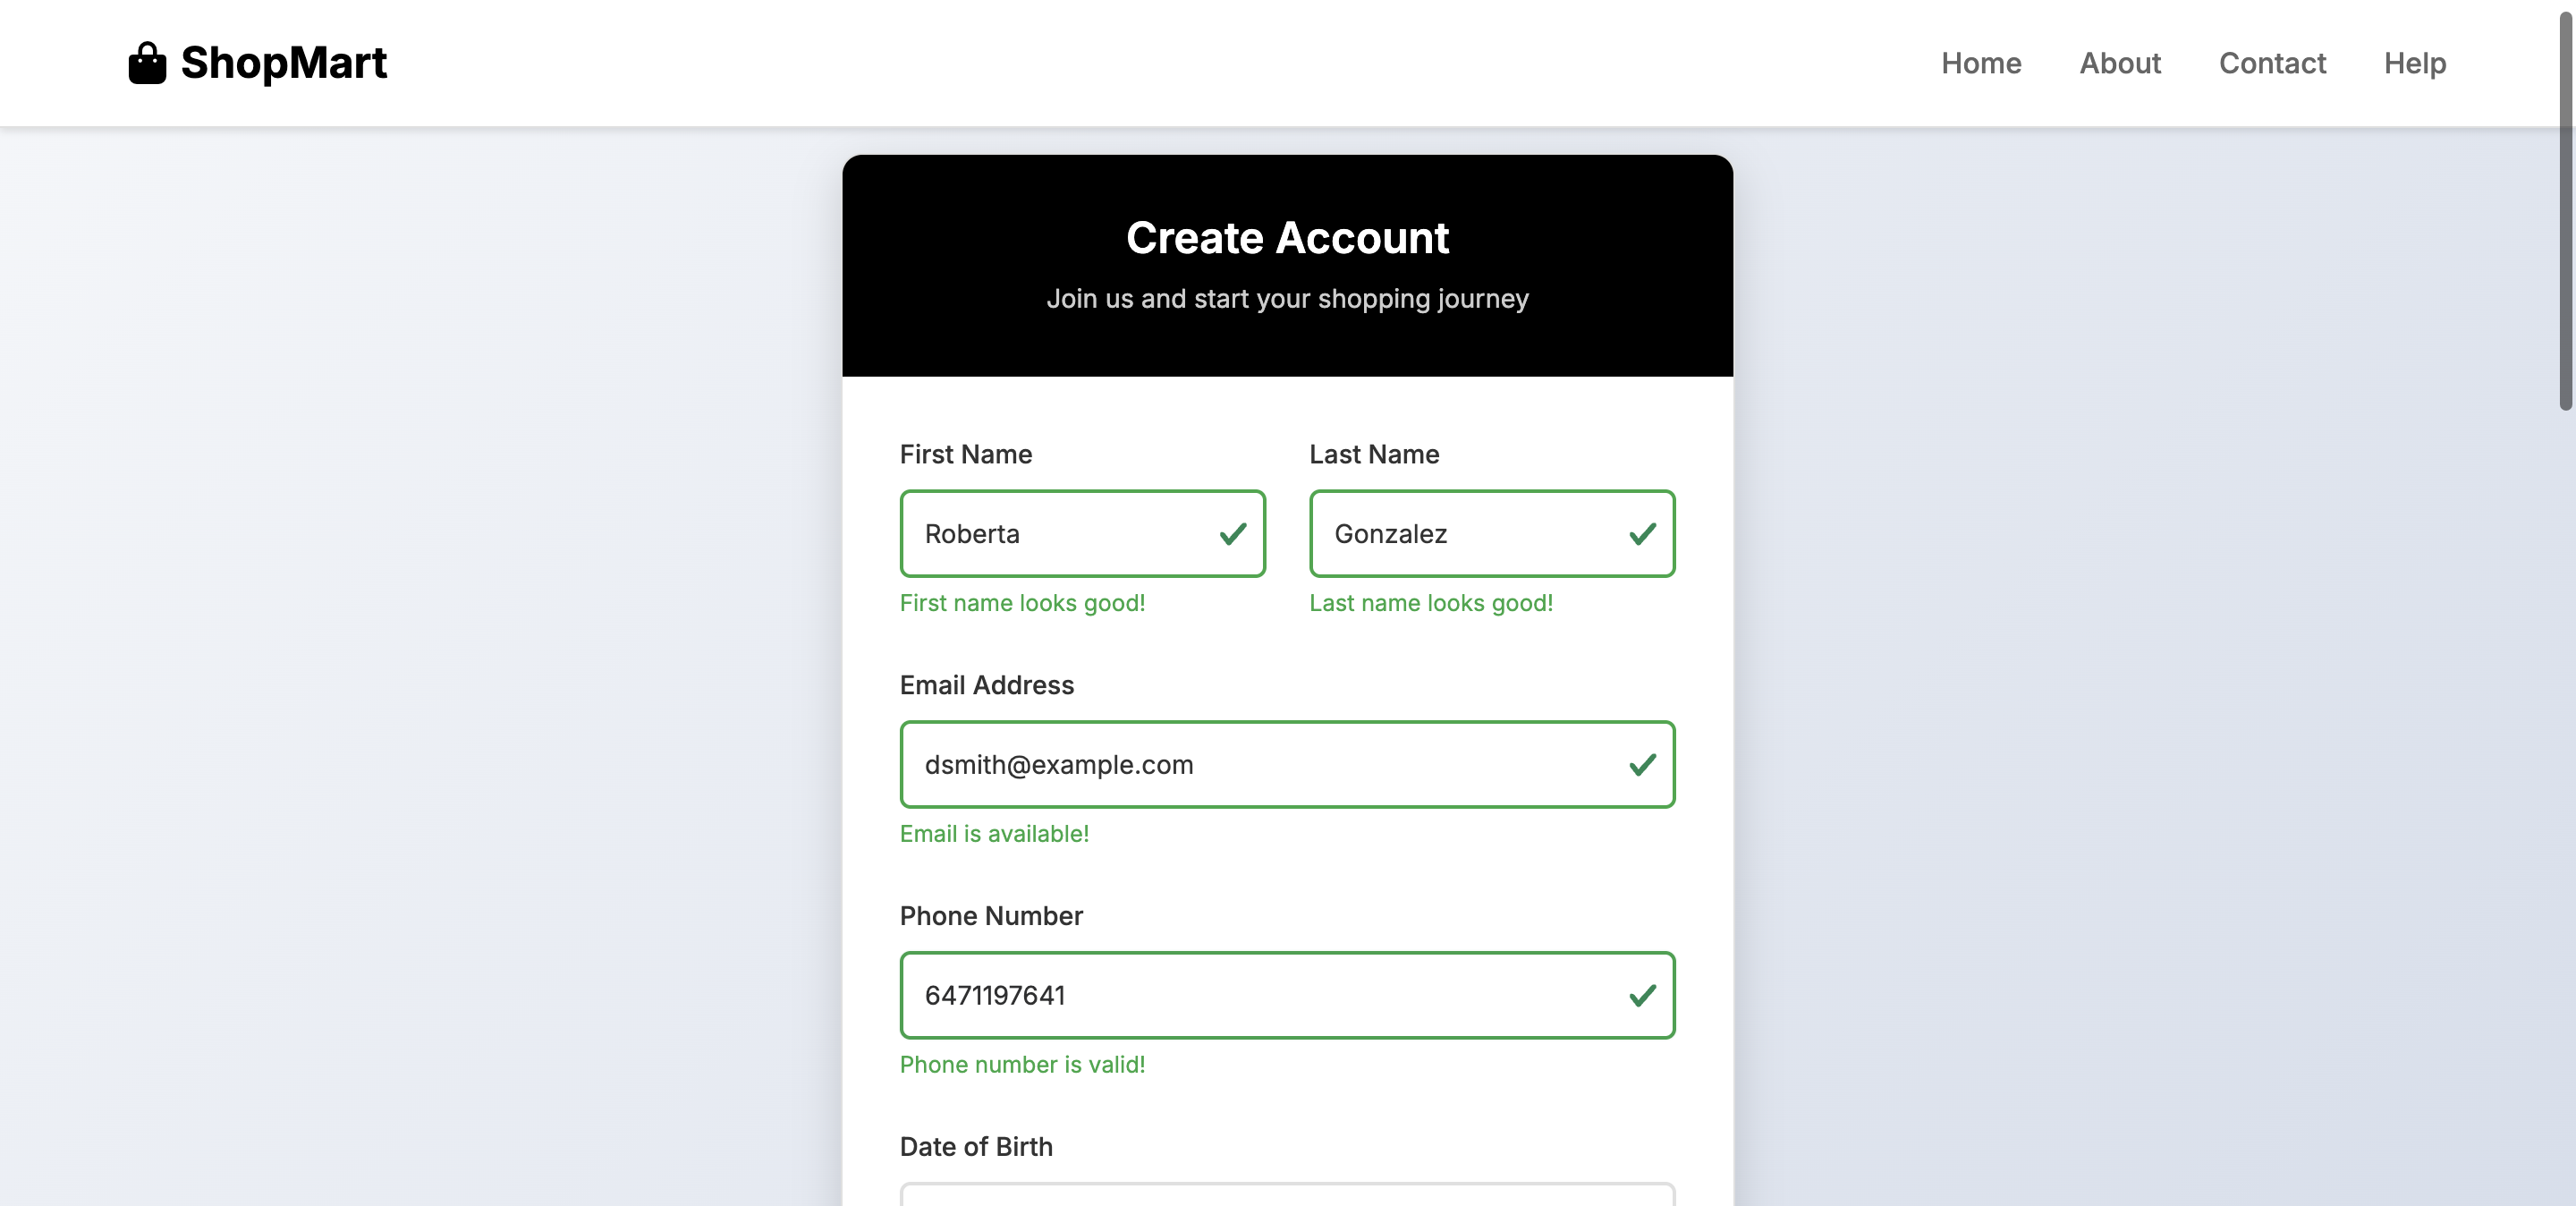 ShopMart
Home About Contact Help
Create Account
Join us and start your shopping journey
First Name Last Name
Roberta Gonzalez
First name looks good! Last name looks good!
Email Address
dsmith@example.com
Email is available!
Phone Number
6471197641
Phone number is valid!
Date of Birth